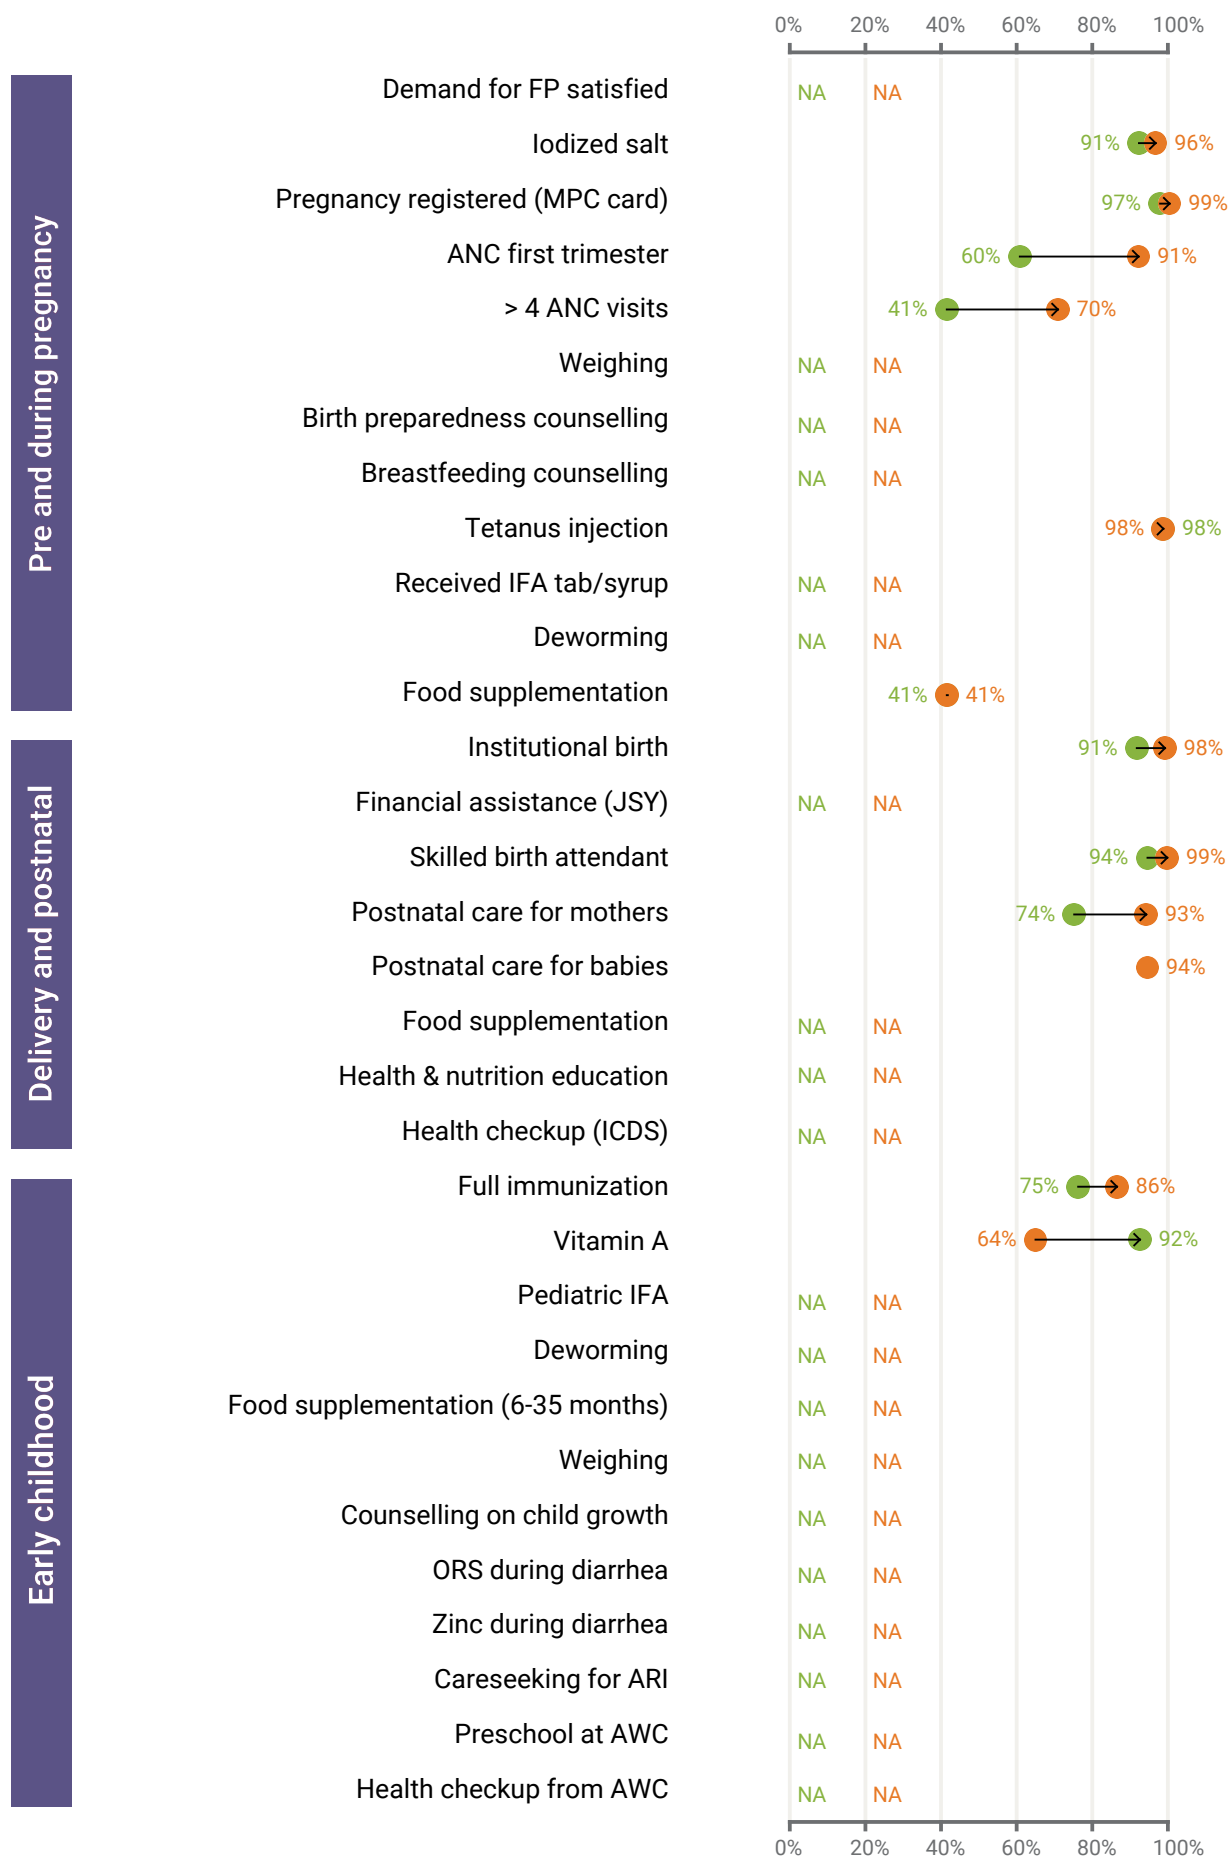 0% 20% 40% 60% 80% 100%
Pre and during pregnancy
Demand for FP satisfied NA NA
Iodized salt 91% 96%
Pregnancy registered (MPC card) 97% 99%
ANC first trimester 60% 91%
> 4 ANC visits 41% 70%
Weighing NA NA
Birth preparedness counselling NA NA
Breastfeeding counselling NA NA
Tetanus injection 98% 98%
Received IFA tab/syrup NA NA
Deworming NA NA
Food supplementation 41% 41%
Delivery and postnatal
Institutional birth 91% 98%
Financial assistance (JSY) NA NA
Skilled birth attendant 94% 99%
Postnatal care for mothers 74% 93%
Postnatal care for babies 94%
Food supplementation NA NA
Health & nutrition education NA NA
Health checkup (ICDS) NA NA
Early childhood
Full immunization 75% 86%
Vitamin A 64% 92%
Pediatric IFA NA NA
Deworming NA NA
Food supplementation (6-35 months) NA NA
Weighing NA NA
Counselling on child growth NA NA
ORS during diarrhea NA NA
Zinc during diarrhea NA NA
Careseeking for ARI NA NA
Preschool at AWC NA NA
Health checkup from AWC NA NA
0% 20% 40% 60% 80% 100%